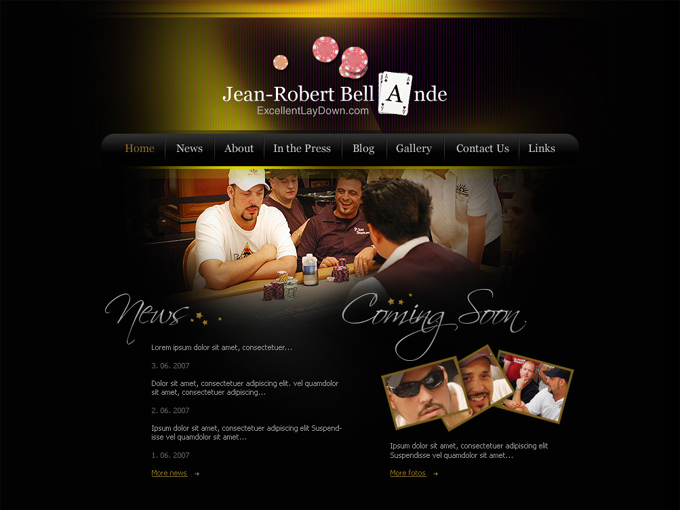 Jean-Robert Bell A nde
ExcellentLayDown.com
Home News About In the Press Blog Gallery Contact Us Links
News
Lorem ipsum dolor sit amet, consectetuer...
3. 06. 2007
Dolor sit amet, consectetuer adipiscing elit. vel quamdolor
sit amet, consectetuer adipiscing...
2. 06. 2007
Ipsum dolor sit amet, consectetuer adipiscing elit Suspend-
isse vel quamdolor sit amet...
1. 06. 2007
More news
Coming Soon
Ipsum dolor sit amet, consectetuer adipiscing elit
Suspendisse vel quamdolor sit amet...
More fotos